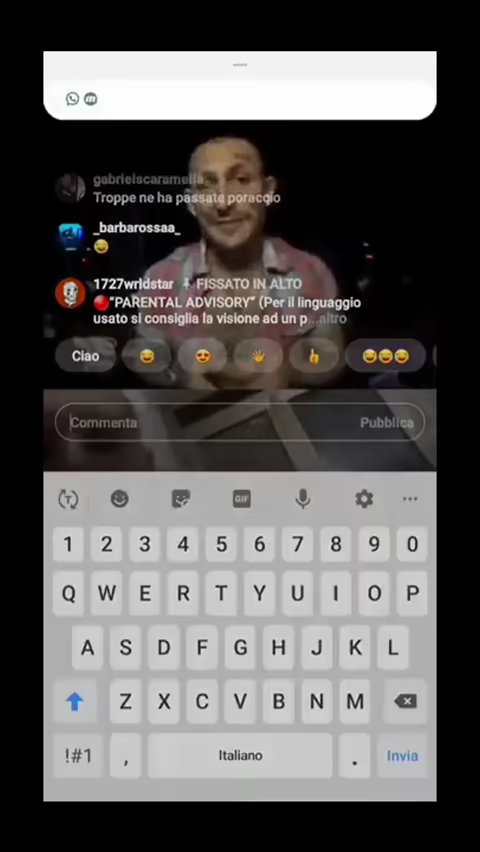 gabrielscaramella
Troppe ne ha passate poraccio
_barbarossaa_
1727wrldstar FISSATO IN ALTO
"PARENTAL ADVISORY" (Per il linguaggio
usato si consiglia la visione ad un p...altro
Ciao
Commenta Pubblica
GIF
1 2 3 4 5 6 7 8 9 0
Q W E R T Y U I O P
A S D F G H J K L
Z X C V B N M
!#1 , Italiano . Invia